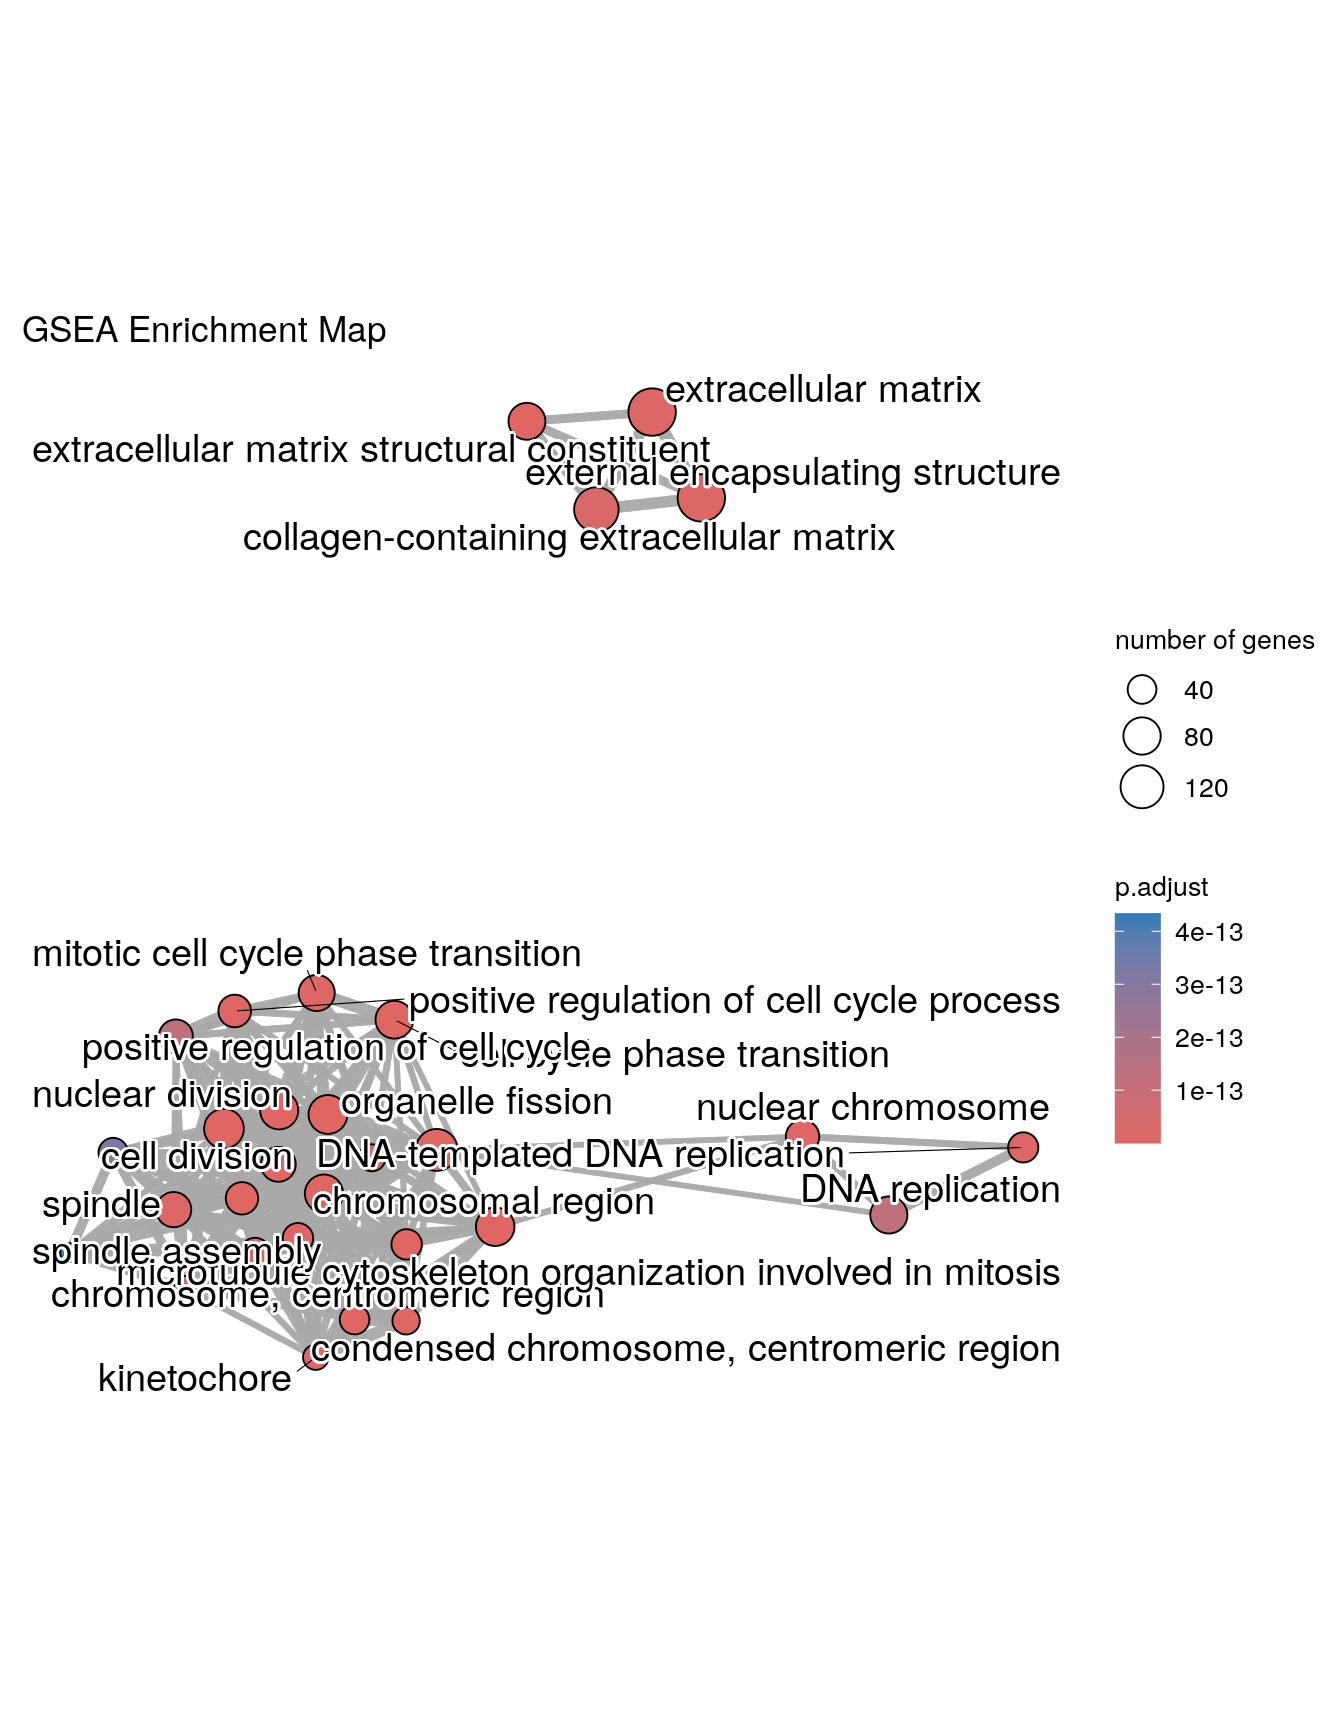 GSEA Enrichment Map
extracellular matrix
extracellular matrix structural constituent
external encapsulating structure
collagen-containing extracellular matrix
number of genes
40
80
120
p.adjust
4e-13
3e-13
2e-13
1e-13
mitotic cell cycle phase transition
positive regulation of cell cycle process
positive regulation of cell cycle
cell cycle phase transition
nuclear division
organelle fission
nuclear chromosome
cell division
DNA-templated DNA replication
DNA replication
spindle
chromosomal region
spindle assembly
microtubule cytoskeleton organization involved in mitosis
chromosome, centromeric region
condensed chromosome, centromeric region
kinetochore